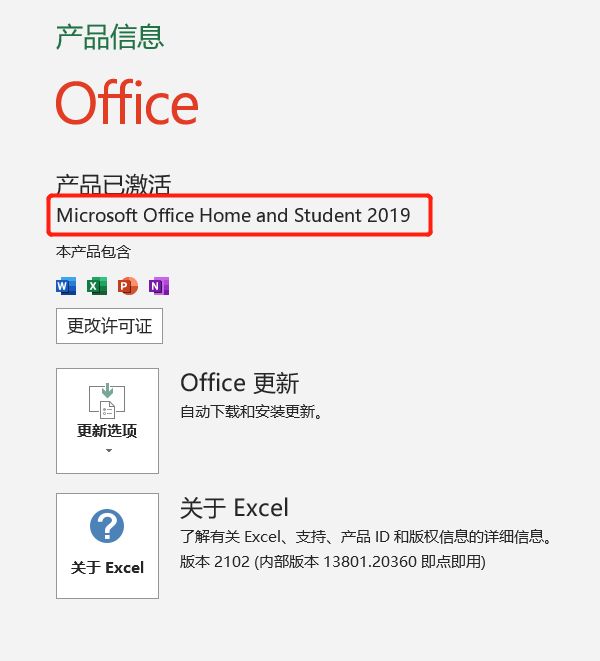 产品信息
Office
产品已激活
Microsoft Office Home and Student 2019
本产品包含
W X P N
更改许可证
Office 更新
自动下载和安装更新。
更新选项
关于 Excel
了解有关 Excel、支持、产品 ID 和版权信息的详细信息。
版本 2102 (内部版本 13801.20360 即点即用)
?
关于 Excel